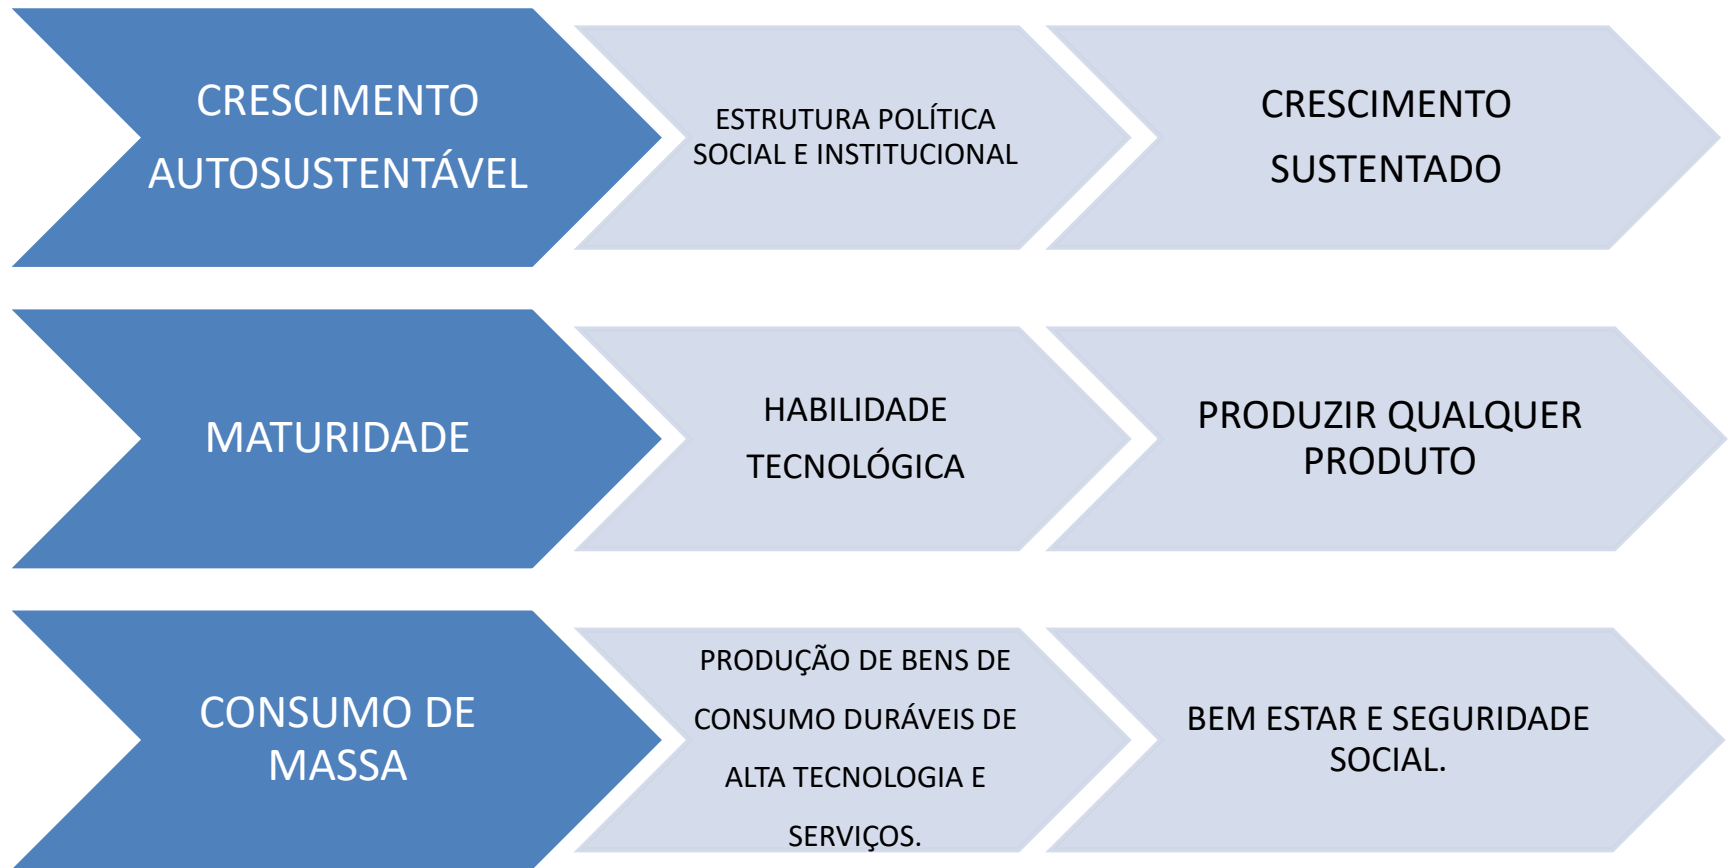 CRESCIMENTO
AUTOSUSTENTÁVEL
ESTRUTURA POLÍTICA
SOCIAL E INSTITUCIONAL
CRESCIMENTO
SUSTENTADO
MATURIDADE
HABILIDADE
TECNOLÓGICA
PRODUZIR QUALQUER
PRODUTO
CONSUMO DE
MASSA
PRODUÇÃO DE BENS DE
CONSUMO DURÁVEIS DE
ALTA TECNOLOGIA E
SERVIÇOS.
BEM ESTAR E SEGURIDADE
SOCIAL.